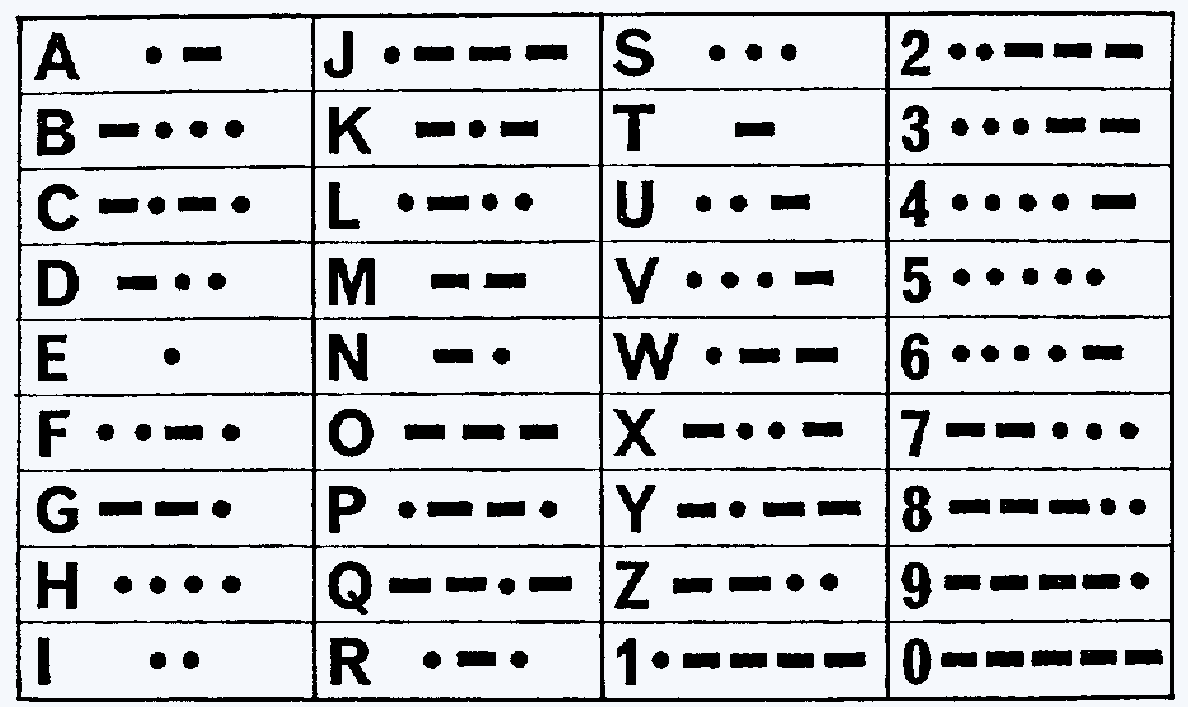 A • — J • — — — S • • • 2 • • — — —
B — • • • K — • — T — 3 • • • — —
C — • — • L • — • • U • • — 4 • • • • —
D — • • M — — V • • • — 5 • • • • •
E • N — • W • — — 6 • • • • —
F • • — • O — — — X — • • — 7 — — • • •
G — — • P • — — • Y — • — — 8 — — — • •
H • • • • Q — — • — Z — — • • 9 — — — — •
I • • R • — • 1 • — — — — 0 — — — — —